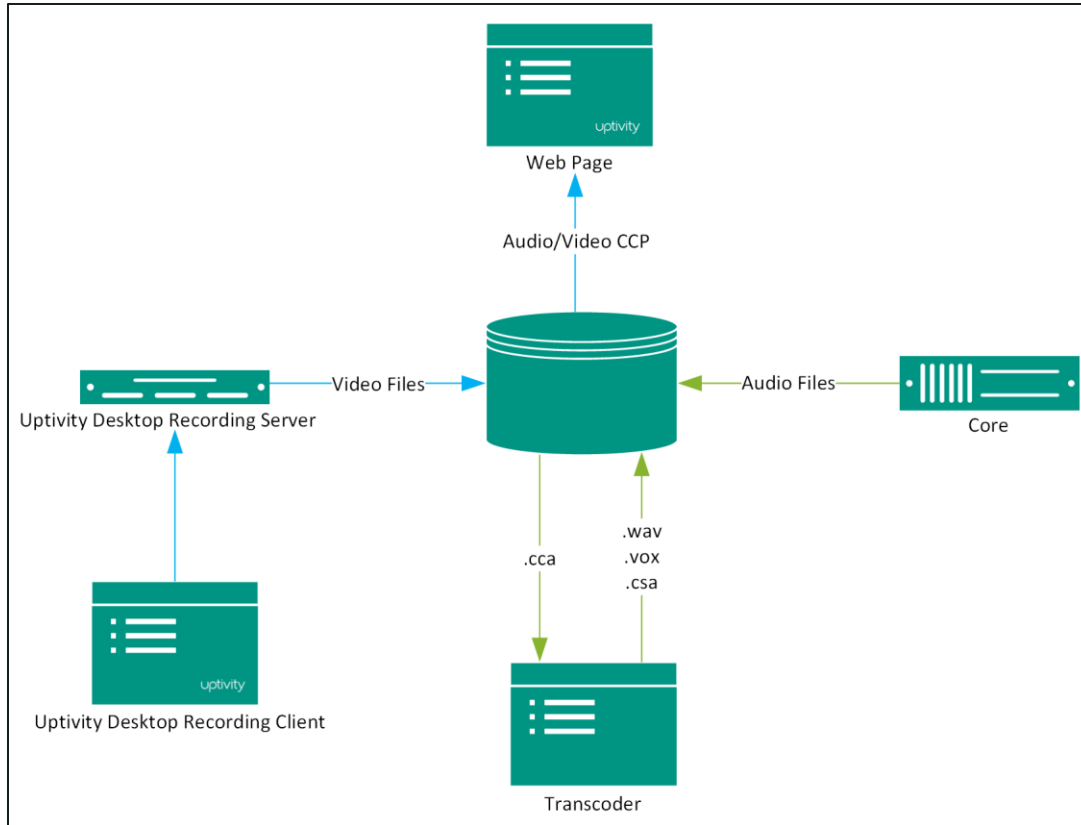 uptivity
Web Page
Audio/Video CCP
Video Files
Audio Files
Uptivity Desktop Recording Server
Core
.cca
.wav
.vox
.csa
uptivity
Uptivity Desktop Recording Client
Transcoder